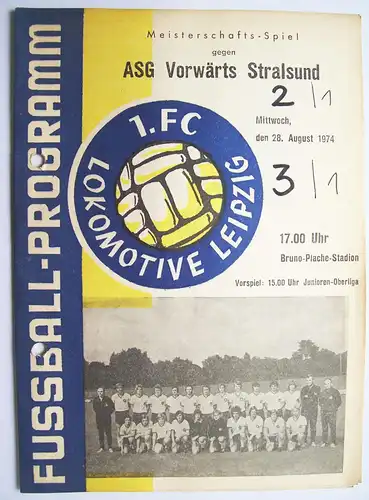 FUSSBALL-PROGRAMM
Meisterschafts-Spiel
gegen
ASG Vorwärts Stralsund
2/1
Mittwoch,
den 28. August 1974
3/1
1.FC
LOKOMOTIVE LEIPZIG
17.00 Uhr
Bruno-Plache-Stadion
Vorspiel: 15.00 Uhr Junioren-Oberliga